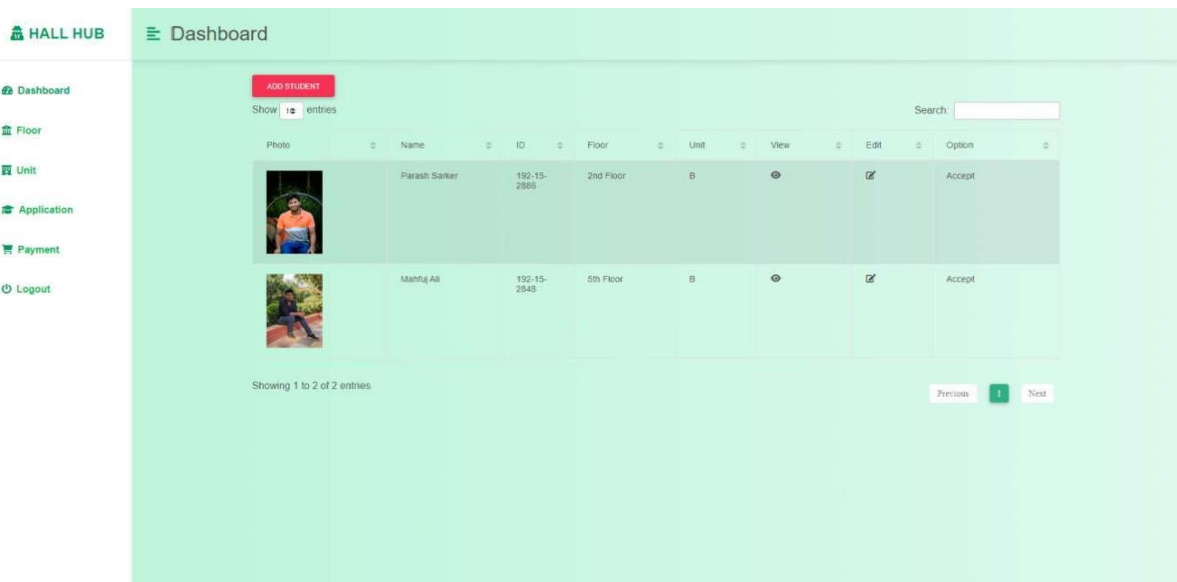 HALL HUB
Dashboard
Dashboard
Floor
Unit
Application
Payment
Logout
ADD STUDENT
Show 10 entries
Search:
Photo Name ID Floor Unit View Edit Option
Parash Sarker 192-15- 2nd Floor B Accept
2886
Mahfuj Ali 192-15- 5th Floor B Accept
2848
Showing 1 to 2 of 2 entries
Previous 1 Next